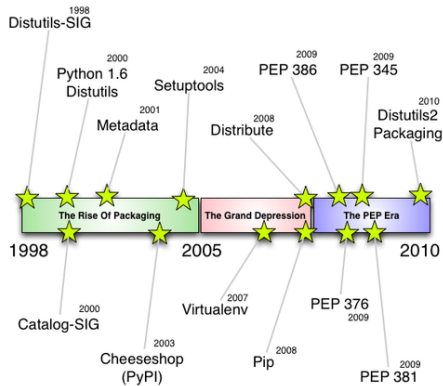 1998
Distutils-SIG
2000
Python 1.6
Distutils
2001
Metadata
2004
Setuptools
2008
Distribute
2009
PEP 386
2009
PEP 345
2010
Distutils2
Packaging
The Rise Of Packaging
The Grand Depression
The PEP Era
1998
2005
2010
2000
Catalog-SIG
2003
Cheeseshop
(PyPI)
2007
Virtualenv
Pip 2008
PEP 376
2009
2009
PEP 381